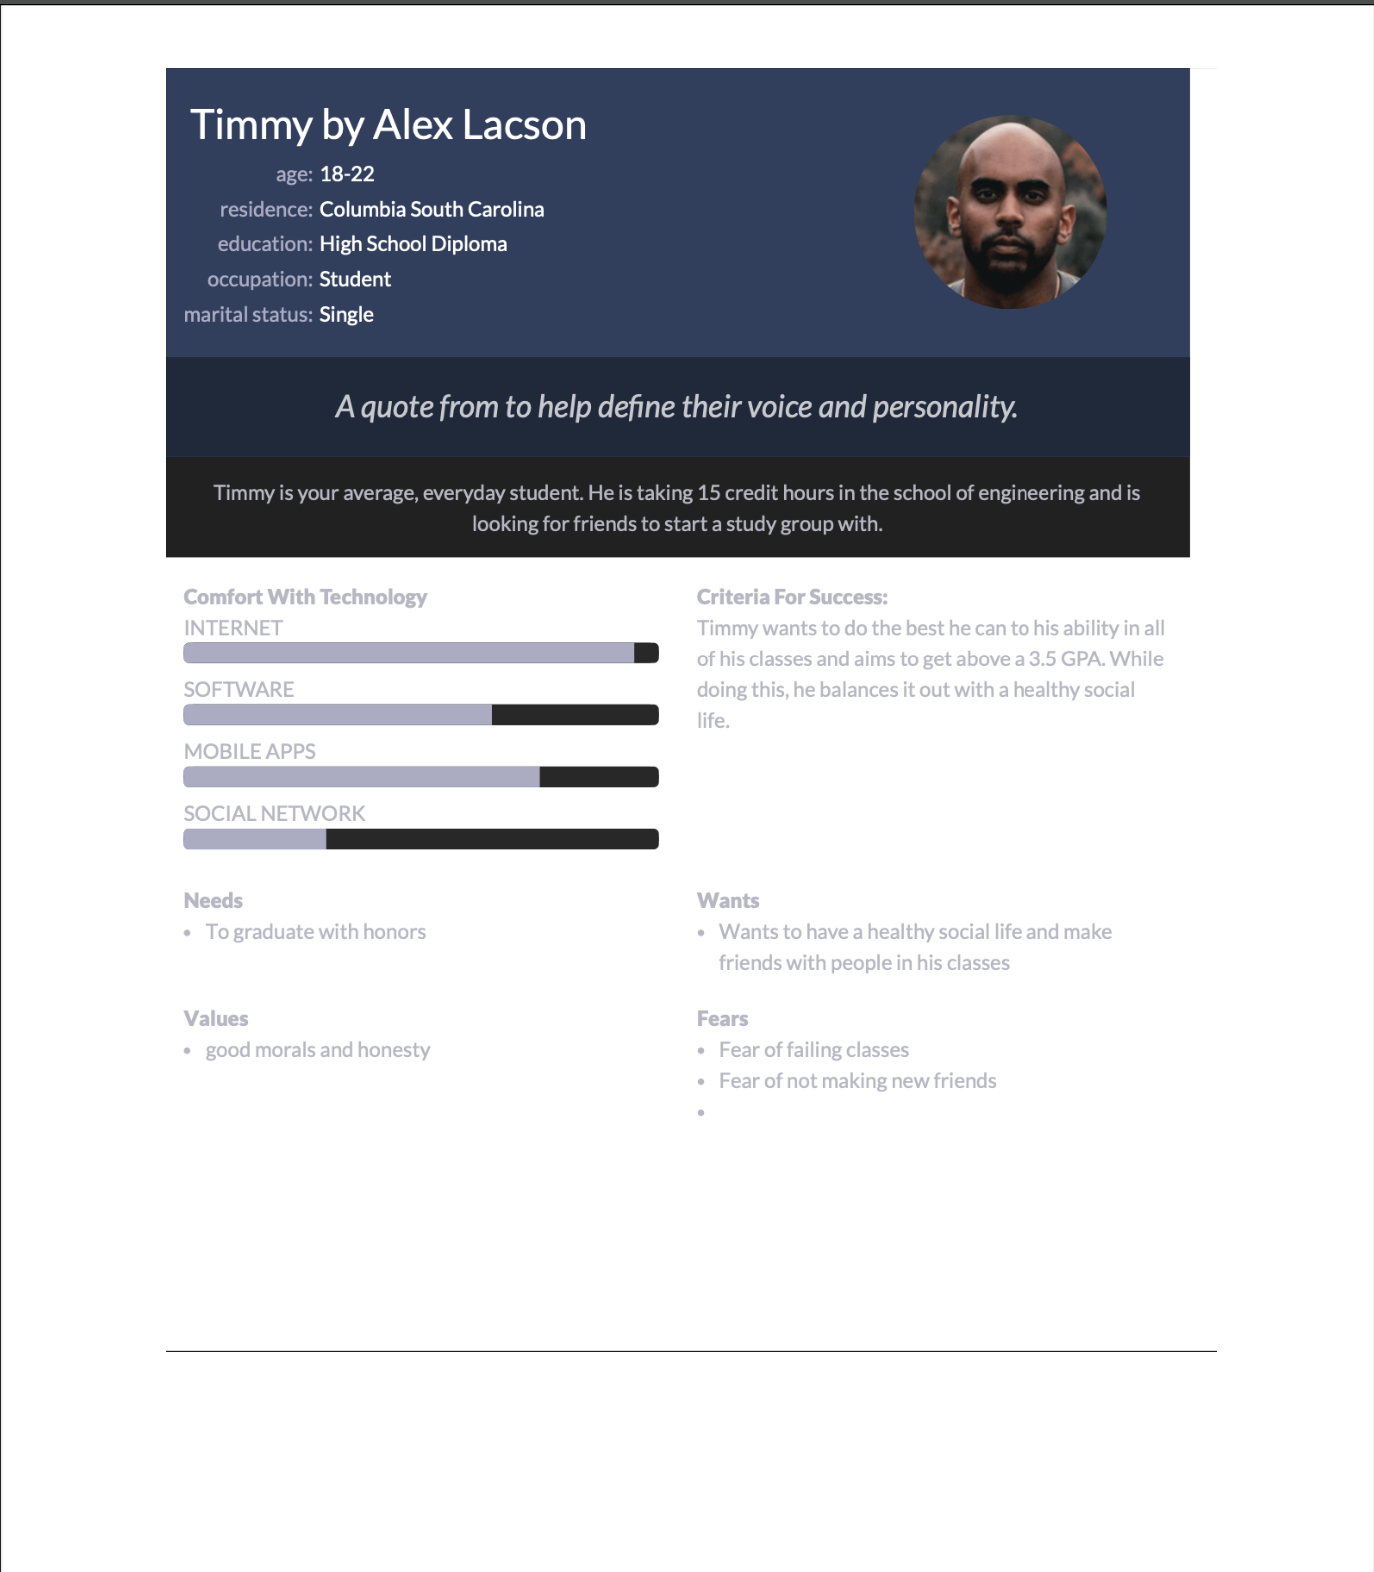 Timmy by Alex Lacson
age: 18-22
residence: Columbia South Carolina
education: High School Diploma
occupation: Student
marital status: Single
A quote from to help define their voice and personality.
Timmy is your average, everyday student. He is taking 15 credit hours in the school of engineering and is
looking for friends to start a study group with.
Comfort With Technology
INTERNET
SOFTWARE
MOBILE APPS
SOCIAL NETWORK
Criteria For Success:
Timmy wants to do the best he can to his ability in all
of his classes and aims to get above a 3.5 GPA. While
doing this, he balances it out with a healthy social
life.
Needs
• To graduate with honors
Wants
• Wants to have a healthy social life and make
friends with people in his classes
Values
• good morals and honesty
Fears
• Fear of failing classes
• Fear of not making new friends
•